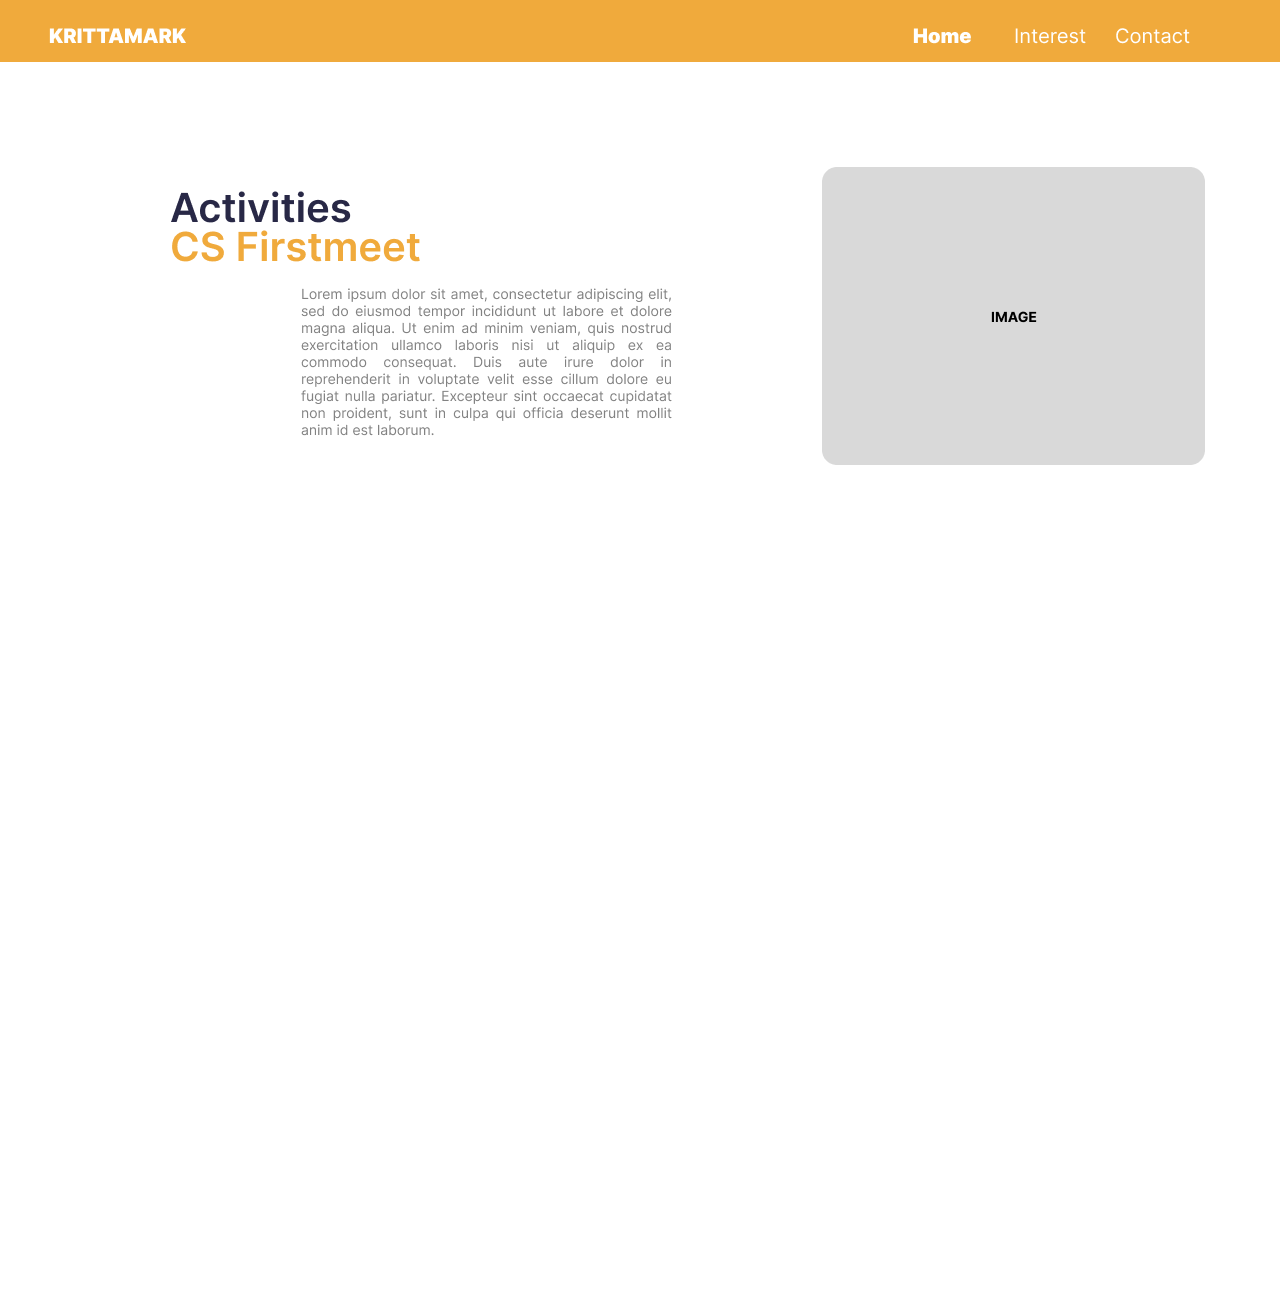 KRITTAMARK
Home Interest Contact
Activities
CS Firstmeet
Lorem ipsum dolor sit amet, consectetur adipiscing elit,
sed do eiusmod tempor incididunt ut labore et dolore
magna aliqua. Ut enim ad minim veniam, quis nostrud
exercitation ullamco laboris nisi ut aliquip ex ea
commodo consequat. Duis aute irure dolor in
reprehenderit in voluptate velit esse cillum dolore eu
fugiat nulla pariatur. Excepteur sint occaecat cupidatat
non proident, sunt in culpa qui officia deserunt mollit
anim id est laborum.
IMAGE